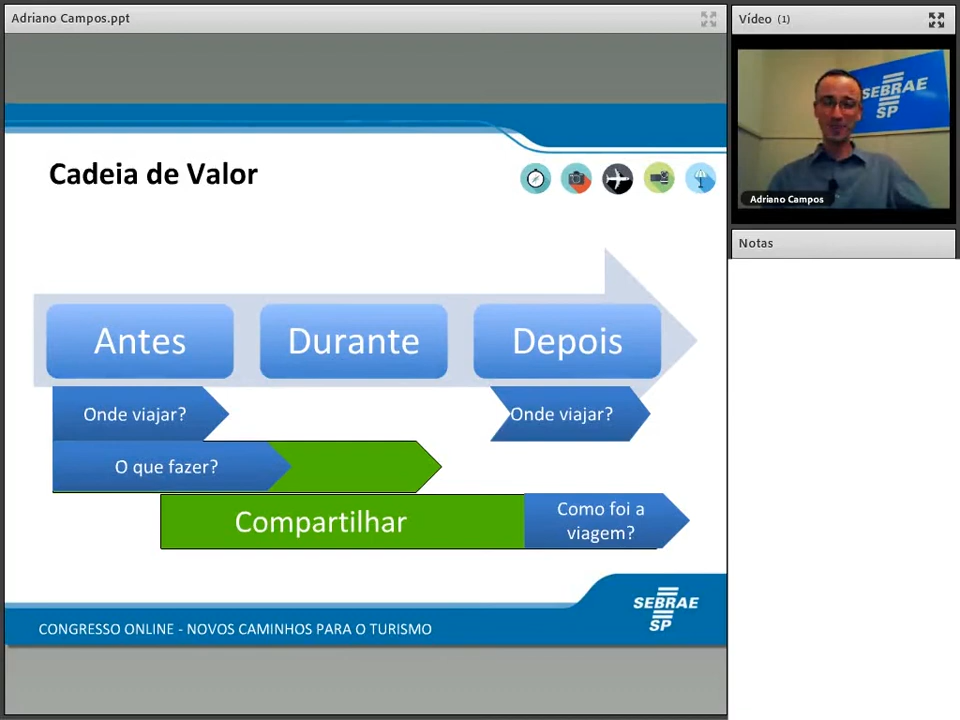 Adriano Campos.ppt
Vídeo (1)
SEBRAE
SP
Adriano Campos
Notas
Cadeia de Valor
Antes
Durante
Depois
Onde viajar?
Onde viajar?
O que fazer?
Compartilhar
Como foi a
viagem?
SEBRAE
SP
CONGRESSO ONLINE - NOVOS CAMINHOS PARA O TURISMO